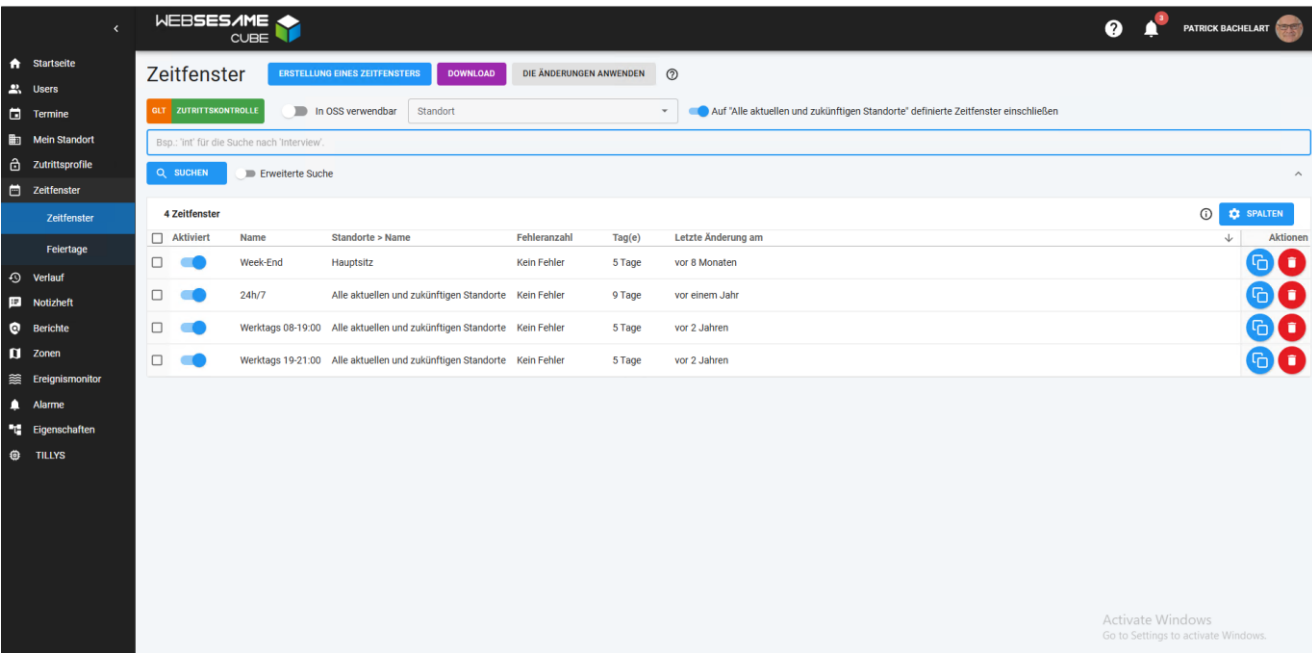 WEBSESAME
CUBE
3
PATRICK BACHELART
Startseite
Users
Termine
Mein Standort
Zutrittsprofile
Zeitfenster
Zeitfenster
Feiertage
Verlauf
Notizheft
Berichte
Zonen
Ereignismonitor
Alarme
Eigenschaften
TILLYS
Zeitfenster ERSTELLUNG EINES ZEITFENSTERS DOWNLOAD DIE ÄNDERUNGEN ANWENDEN
GLT ZUTRITTSKONTROLLE In OSS verwendbar Standort Auf "Alle aktuellen und zukünftigen Standorte" definierte Zeitfenster einschließen
Bsp.: 'int' für die Suche nach 'Interview'.
SUCHEN Erweiterte Suche
4 Zeitfenster SPALTEN
Aktiviert Name Standorte > Name Fehleranzahl Tag(e) Letzte Änderung am Aktionen
Week-End Hauptsitz Kein Fehler 5 Tage vor 8 Monaten
24h/7 Alle aktuellen und zukünftigen Standorte Kein Fehler 9 Tage vor einem Jahr
Werktags 08-19:00 Alle aktuellen und zukünftigen Standorte Kein Fehler 5 Tage vor 2 Jahren
Werktags 19-21:00 Alle aktuellen und zukünftigen Standorte Kein Fehler 5 Tage vor 2 Jahren
Activate Windows
Go to Settings to activate Windows.